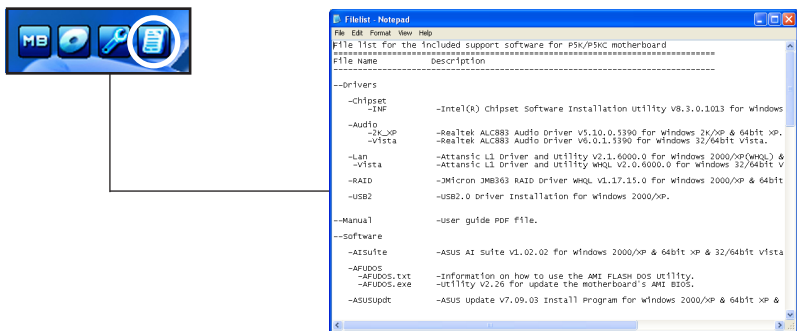 MB
Filelist - Notepad
File Edit Format View Help
File list for the included support software for P5K/P5KC motherboard
================================================================================
File Name Description
--------------------------------------------------------------------------------
--Drivers
-Chipset
-INF -Intel(R) Chipset Software Installation Utility V8.3.0.1013 for Windows
-Audio
-2K_XP -Realtek ALC883 Audio Driver V5.10.0.5390 for Windows 2K/XP & 64bit XP.
-Vista -Realtek ALC883 Audio Driver V6.0.1.5390 for Windows 32/64bit Vista.
-Lan -Attansic L1 Driver and Utility V2.1.6000.0 for Windows 2000/XP(WHQL) &
-Vista -Attansic L1 Driver and Utility WHQL V2.0.6000.0 for Windows 32/64bit V
-RAID -JMicron JMB363 RAID Driver WHQL V1.17.15.0 for Windows 2000/XP & 64bit
-USB2 -USB2.0 Driver Installation for Windows 2000/XP.
--Manual -User guide PDF file.
--Software
-AISuite -ASUS AI Suite V1.02.02 for Windows 2000/XP & 64bit XP & 32/64bit Vista
-AFUDOS
-AFUDOS.txt -Information on how to use the AMI FLASH DOS Utility.
-AFUDOS.exe -Utility V2.26 for update the motherboard's AMI BIOS.
-ASUSUpdt -ASUS Update V7.09.03 Install Program for Windows 2000/XP & 64bit XP &